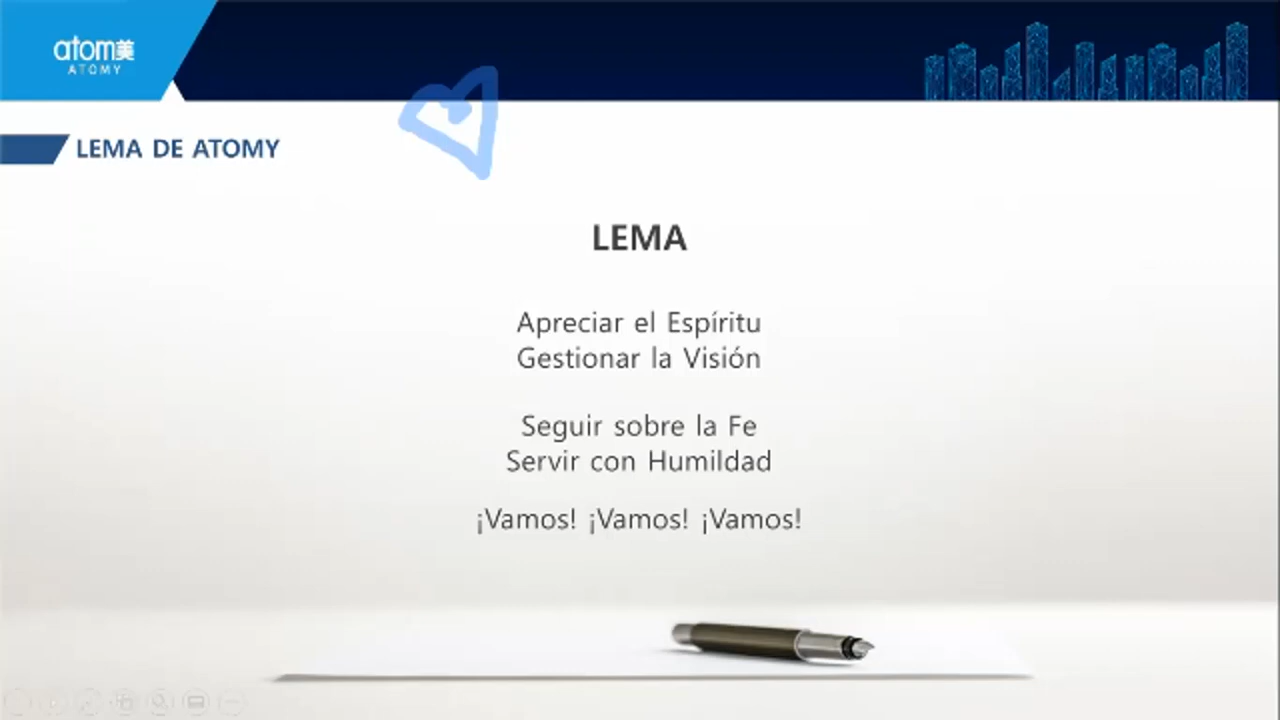 atom美
ATOMY
LEMA DE ATOMY
LEMA
Apreciar el Espíritu
Gestionar la Visión
Seguir sobre la Fe
Servir con Humildad
¡Vamos! ¡Vamos! ¡Vamos!